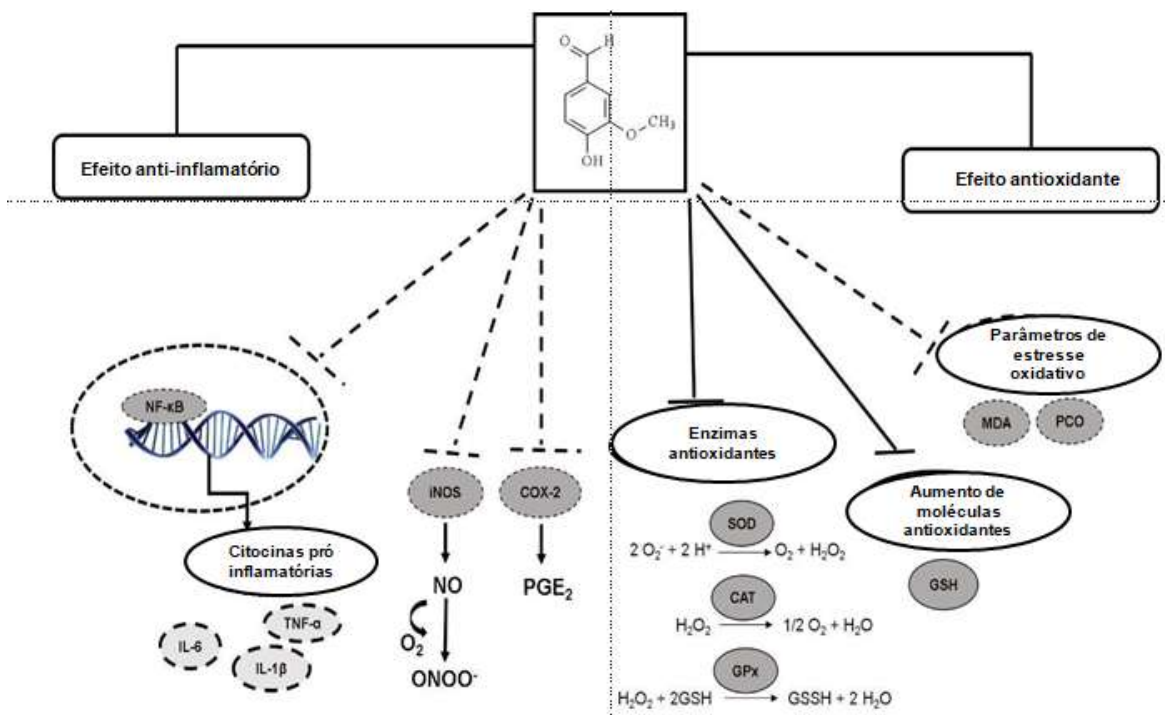 O
H
O
CH₃
OH
Efeito anti-inflamatório
Efeito antioxidante
NF-κB
Citocinas pró
inflamatórias
IL-6
TNF-α
IL-1β
iNOS
NO
O₂
ONOO⁻
COX-2
PGE₂
Enzimas
antioxidantes
SOD
2 O₂⁻ + 2 H⁺ → O₂ + H₂O₂
CAT
H₂O₂ → 1/2 O₂ + H₂O
GPx
H₂O₂ + 2GSH → GSSH + 2 H₂O
Aumento de
moléculas
antioxidantes
GSH
Parâmetros de
estresse
oxidativo
MDA
PCO